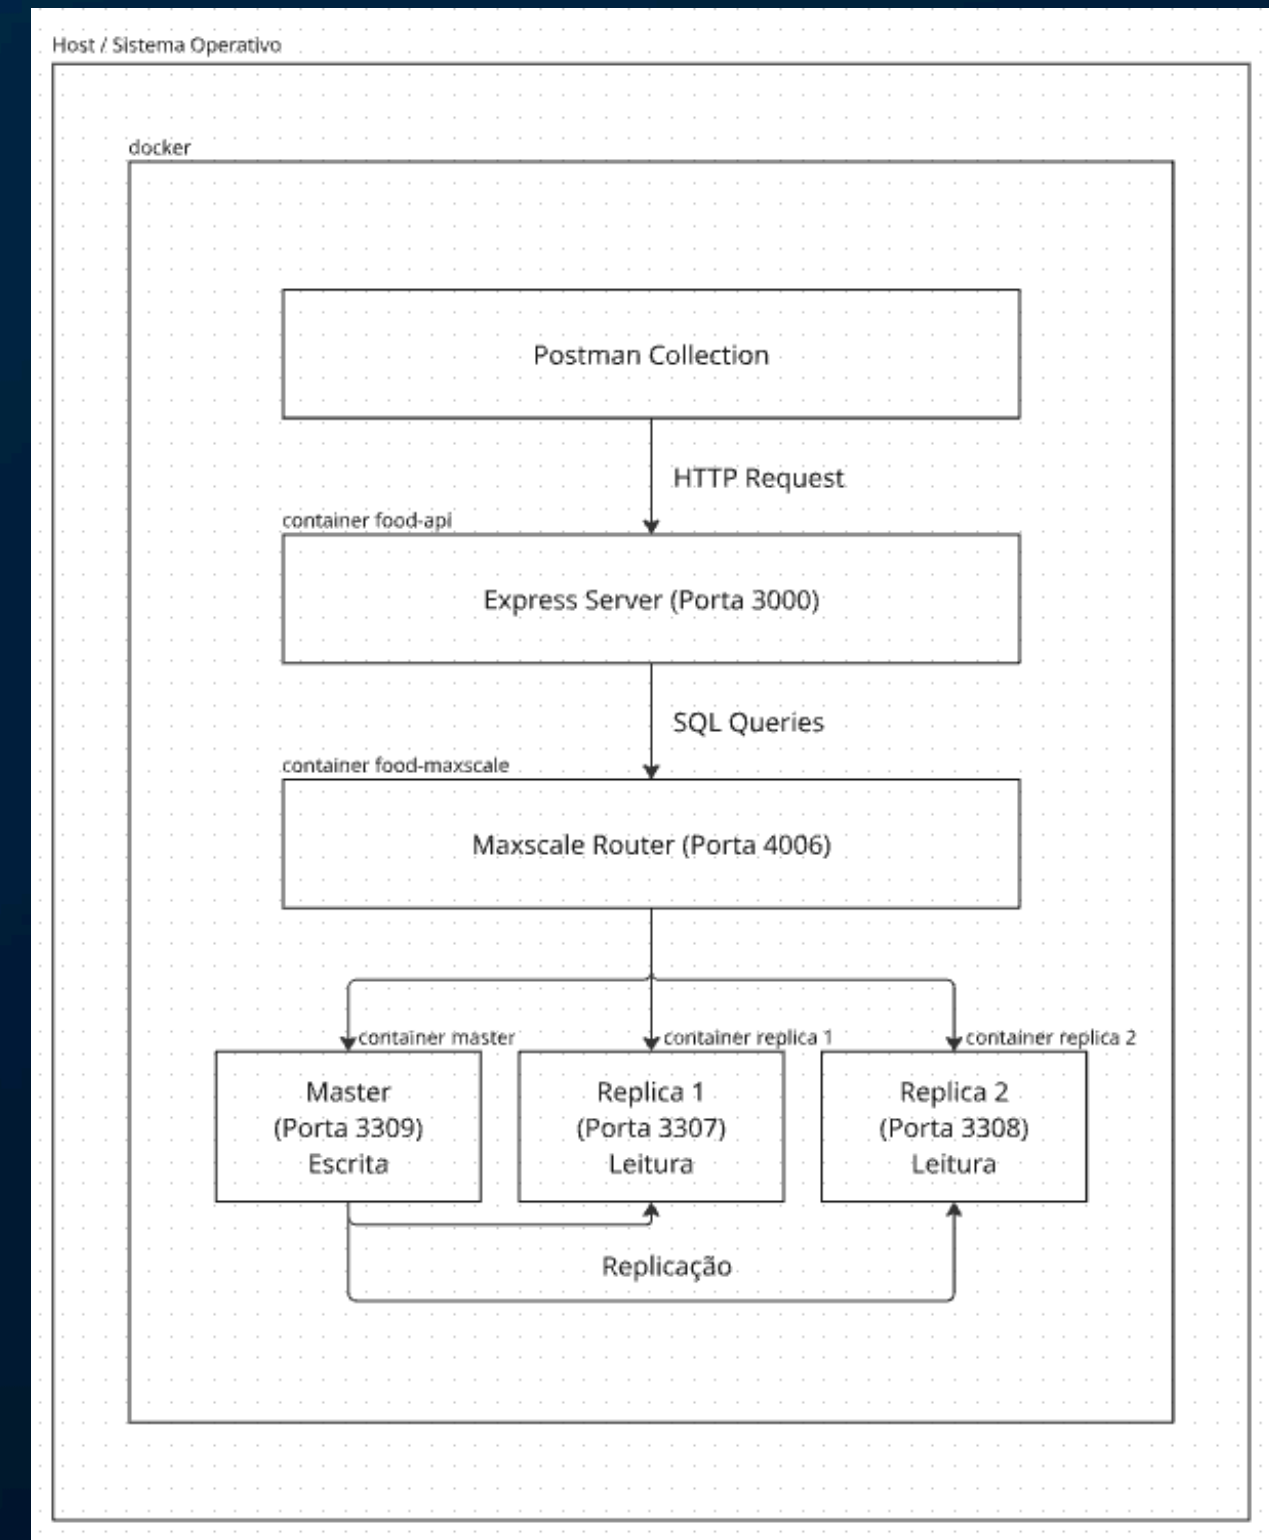 Host / Sistema Operativo
docker
Postman Collection
HTTP Request
container food-api
Express Server (Porta 3000)
SQL Queries
container food-maxscale
Maxscale Router (Porta 4006)
container master
container replica 1
container replica 2
Master
(Porta 3309)
Escrita
Replica 1
(Porta 3307)
Leitura
Replica 2
(Porta 3308)
Leitura
Replicação